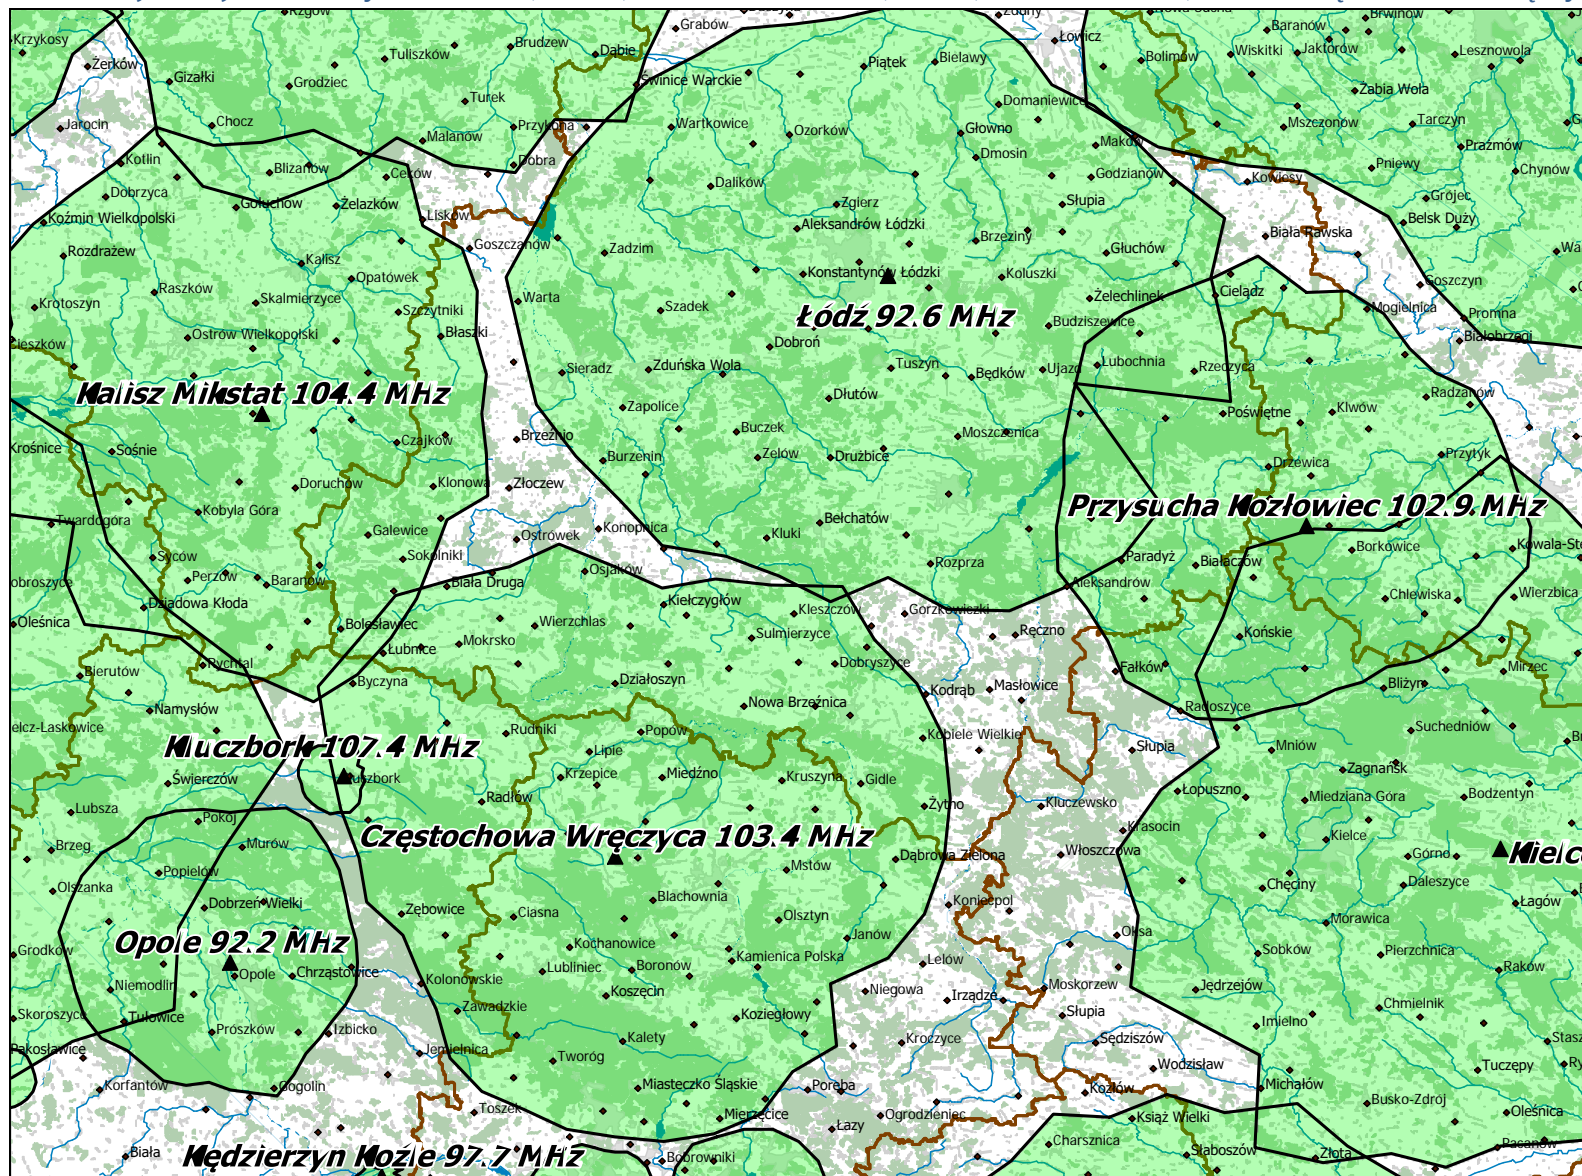 Rzgów
Grabów
Żduny
Nowa Sucha
Baranów
Brwinów
Krzykosy
Żerków
Gizałki
Grodziec
Tuliszków
Brudzew
Dąbie
Świnice Warckie
Piątek
Bielawy
Łowicz
Bolimów
Wiskitki
Jaktorów
Lesznowola
Turek
Domaniewice
Żabia Wola
Jarocin
Chocz
Malanów
Przykona
Wartkowice
Ozorków
Głowno
Mszczonów
Tarczyn
Kotlin
Blizanów
Ceków
Dobra
Dmosin
Maków
Prażmów
Pniewy
Chynów
Dobrzyca
Gołuchów
Żelazków
Dalików
Godzianów
Kowiesy
Grójec
Koźmin Wielkopolski
Lisków
Zgierz
Słupia
Belsk Duży
Aleksandrów Łódzki
Rozdrażew
Goszczanów
Zadzim
Brzeziny
Głuchów
Biała Rawska
Kalisz
Opatówek
Konstantynów Łódzki
Koluszki
Goszczyn
Krotoszyn
Raszków
Skalmierzyce
Szczytniki
Warta
Szadek
Żelechlinek
Cielądz
Mogielnica
Promna
Łódź 92.6 MHz
Budziszewice
Ostrów Wielkopolski
Błaszki
Dobroń
Białobrzegi
Cieszków
Sieradz
Zduńska Wola
Tuszyn
Będków
Ujazd
Lubochnia
Rzeczyca
Kalisz Mikstat 104.4 MHz
Zapolice
Dłutów
Poświętne
Klwów
Radzanów
Krośnice
Sośnie
Czajków
Brzeźnio
Buczek
Moszczenica
Burzenin
Zelów
Drużbice
Drzewica
Przytyk
Doruchów
Klonowa
Złoczew
Przysucha Kozłowiec 102.9 MHz
Twardogóra
Kobyla Góra
Galewice
Ostrówek
Konopnica
Bełchatów
Kluki
Syców
Sokolniki
Osjaków
Rozprza
Paradyż
Białaczów
Borkowice
Perzów
Baranów
Biała Druga
Aleksandrów
Dziadowa Kłoda
Kiełczygłów
Kleszczów
Gorzkowiczki
Chlewiska
Wierzbica
Oleśnica
Bolesławiec
Mokrsko
Wierzchlas
Sulmierzyce
Ręczno
Końskie
Łubnice
Dobryszyce
Bierutów
Rychtal
Byczyna
Działoszyn
Kodrąb
Masłowice
Fałków
Mirzec
Bliżyn
Namysłów
Nowa Brzeźnica
Radoszyce
Rudniki
Popów
Kobiele Wielkie
Suchedniów
Kluczbork 107.4 MHz
Lipie
Słupia
Mniów
Świerczów
Kluczbork
Krzepice
Miedźno
Kruszyna
Gidle
Zagnańsk
Łopuszno
Miedziana Góra
Bodzentyn
Lubsza
Radłów
Żytno
Kluczewsko
Pokój
Krasocin
Kielce
Częstochowa Wręczyca 103.4 MHz
Brzeg
Murów
Mstów
Dąbrowa Zielona
Włoszczowa
Górno
Popielów
Chęciny
Daleszyce
Olszanka
Blachownia
Koniecpol
Łagów
Dobrzeń Wielki
Zębowice
Ciasna
Olsztyn
Morawica
Opole 92.2 MHz
Kochanowice
Janów
Oksa
Grodków
Kamienica Polska
Sobków
Pierzchnica
Opole
Chrząstowice
Kolonowskie
Lubliniec
Boronów
Lelów
Raków
Niemodlin
Koszęcin
Niegowa
Irządze
Moskorzew
Jędrzejów
Skoroszyce
Tułowice
Zawadzkie
Koziegłowy
Słupia
Imielno
Chmielnik
Prószków
Izbicko
Kalety
Kroczyce
Sędziszów
Pakosławice
Jemielnica
Tworóg
Wodzisław
Tuczępy
Korfantów
Gogolin
Miasteczko Śląskie
Poręba
Kozłów
Michałów
Busko-Zdrój
Toszek
Mierzęcice
Ogrodzieniec
Książ Wielki
Oleśnica
Łazy
Charsznica
Słaboszów
Złota
Pacanów
Biała
Kędzierzyn Koźle 97.7 MHz
Bobrowniki